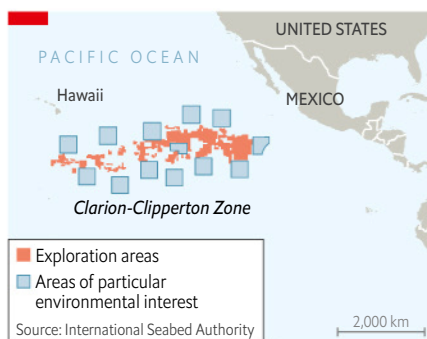 UNITED STATES
PACIFIC OCEAN
Hawaii
MEXICO
Clarion-Clipperton Zone
Exploration areas
Areas of particular
environmental interest
Source: International Seabed Authority
2,000 km